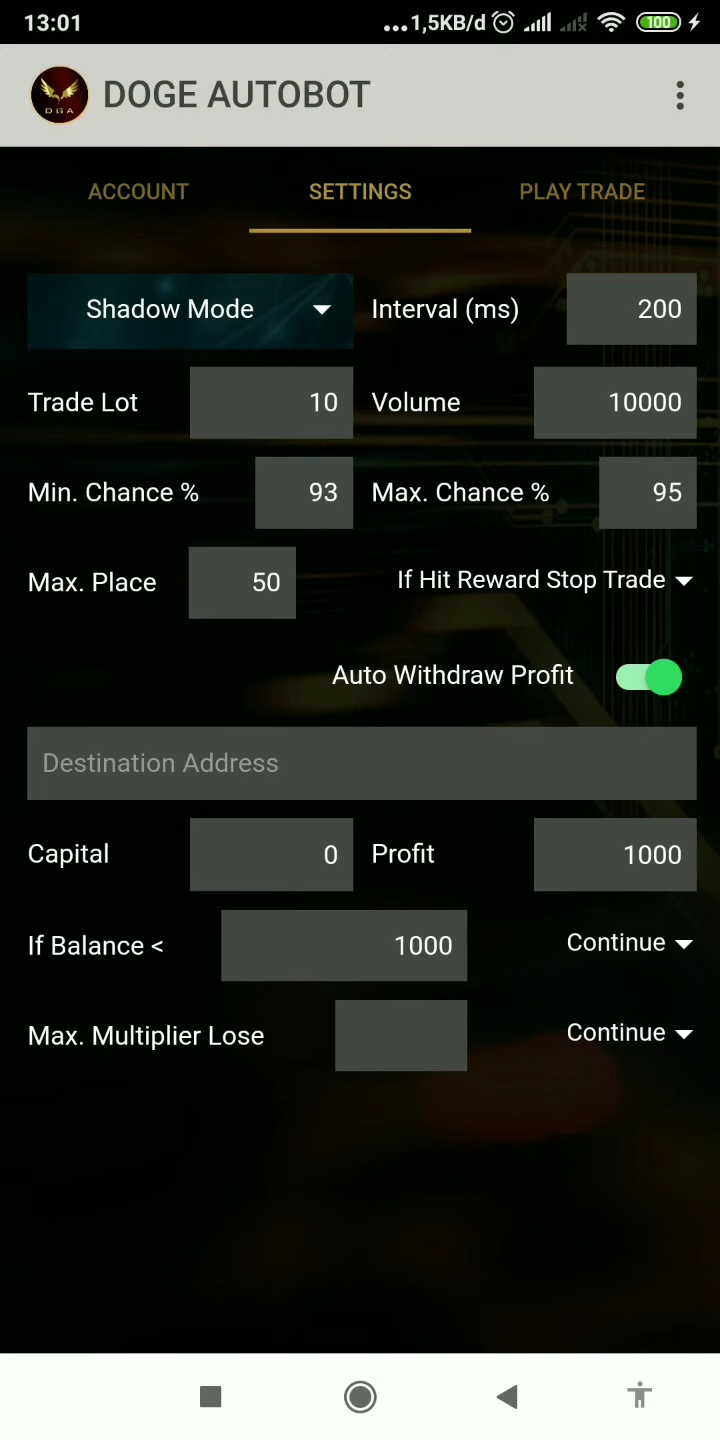 13:01 ...1,5KB/d 100
DGA DOGE AUTOBOT
ACCOUNT SETTINGS PLAY TRADE
Shadow Mode Interval (ms) 200
Trade Lot 10 Volume 10000
Min. Chance % 93 Max. Chance % 95
Max. Place 50 If Hit Reward Stop Trade
Auto Withdraw Profit
Destination Address
Capital 0 Profit 1000
If Balance < 1000 Continue
Max. Multiplier Lose Continue